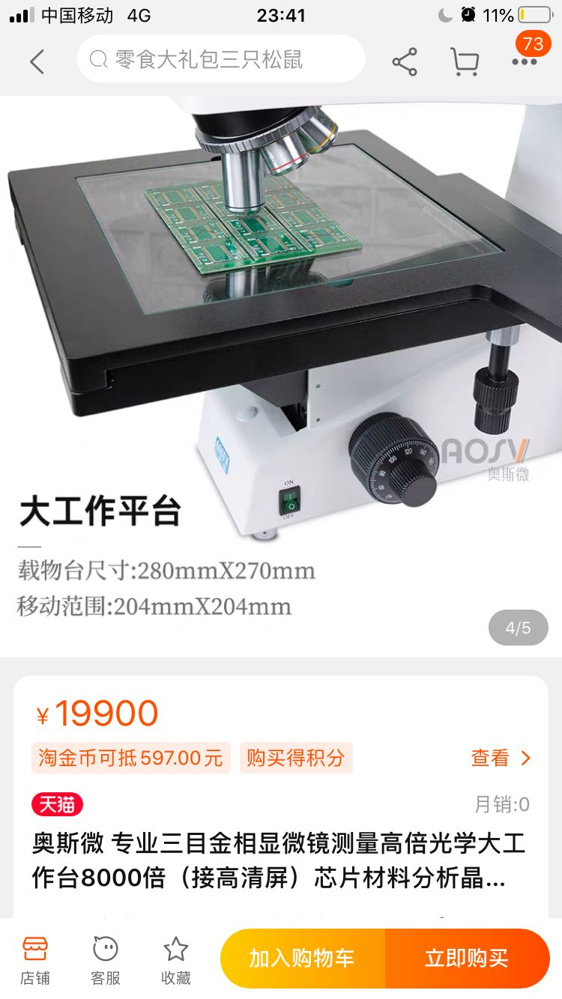 中国移动 4G 23:41 11%
零食大礼包三只松鼠
73
ON
OFF
AOSV
奥斯微
大工作平台
载物台尺寸:280mmX270mm
移动范围:204mmX204mm
4/5
¥19900
淘金币可抵597.00元 购买得积分 查看
天猫 月销:0
奥斯微 专业三目金相显微镜测量高倍光学大工
作台8000倍（接高清屏）芯片材料分析晶...
店铺 客服 收藏 加入购物车 立即购买